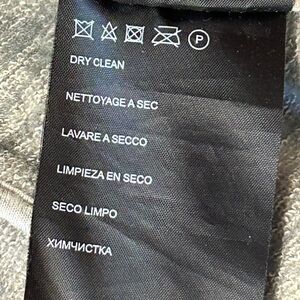 P
DRY CLEAN
NETTOYAGE A SEC
LAVARE A SECCO
LIMPIEZA EN SECO
SECO LIMPO
ХИМЧИСТКА